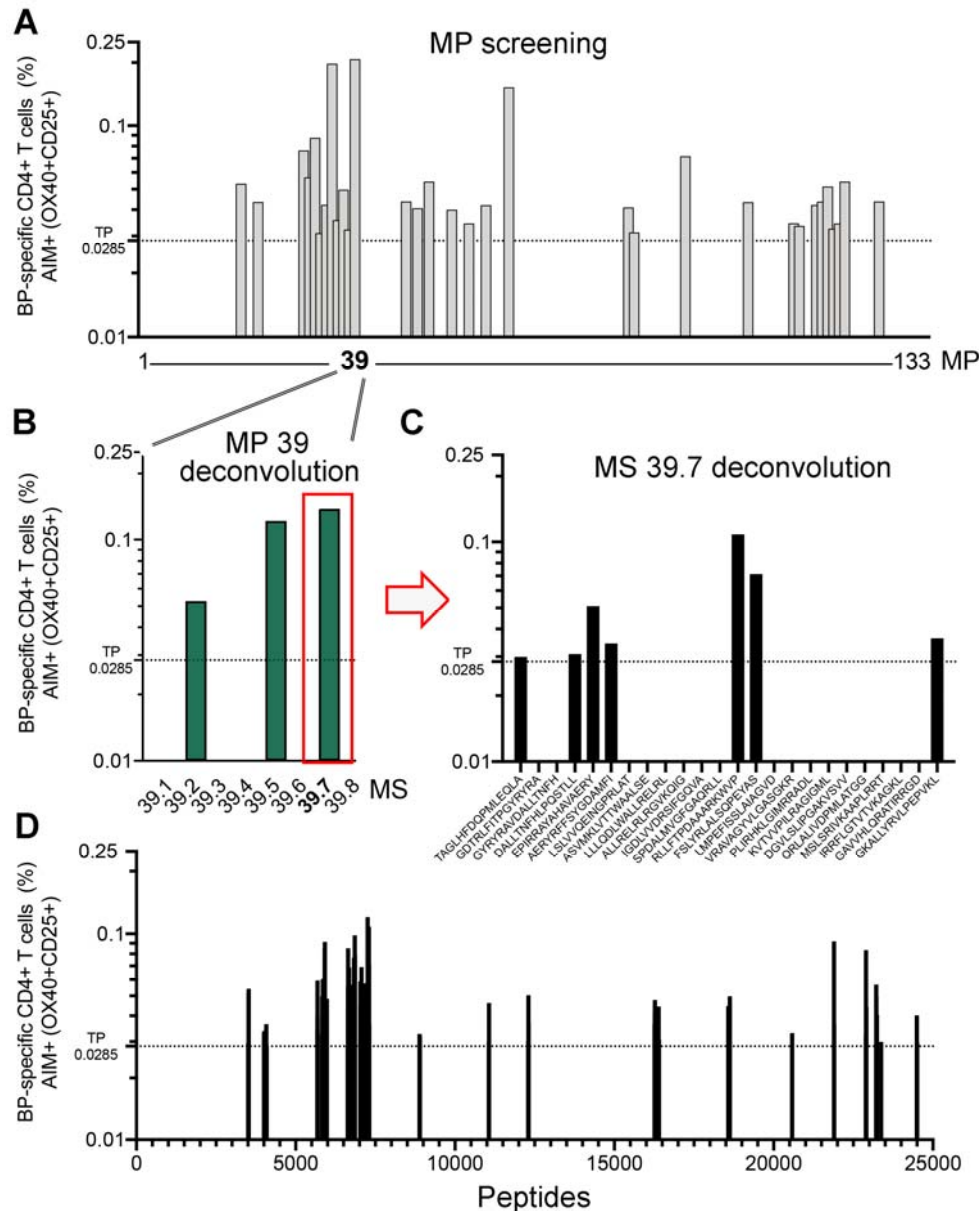 A
MP screening
BP-specific CD4+ T cells (%)
AIM+ (OX40+CD25+)
0.25
0.1
TP
0.0285
0.01
1
39
133
MP
B
MP 39
deconvolution
BP-specific CD4+ T cells (%)
AIM+ (OX40+CD25+)
0.25
0.1
TP
0.0285
0.01
39.1
39.2
39.3
39.4
39.5
39.6
39.7
39.8
MS
C
MS 39.7 deconvolution
0.25
0.1
TP
0.0285
0.01
TAGLHFDQPMLEQLA
GDTRLFITPGYRYRA
GYRYRAVDALLTNFH
DALLTNFHLPQSTLL
EPIRRAYAHAVAERY
AERYRFFSYGDAMFI
LSLVVQEVNGPRLAT
ASVMKLVTTWAALSE
LLLQDLWALLRELRL
ALLRELRLRGVKQIG
IGDLVVDRSIFGQVA
SPDALMYGFGAQRLL
RLLFTPDAAARKWVP
FSLYRLALSQPEYAS
LMPEFISSLAIAGVD
VRAVAGYVLGASGKR
PLIRHKLGIMRRADL
KVTVVVPILRAGIGML
DGVLSLIPGAKVSVV
QRLALIVDPMLATGG
MSLSRIVKAAPLRRT
IRRFLGTVTVKAGKL
GAVVHLQRATIRRGD
GKALLYRVLPEPVKL
D
BP-specific CD4+ T cells (%)
AIM+ (OX40+CD25+)
0.25
0.1
TP
0.0285
0.01
0
5000
10000
15000
20000
25000
Peptides